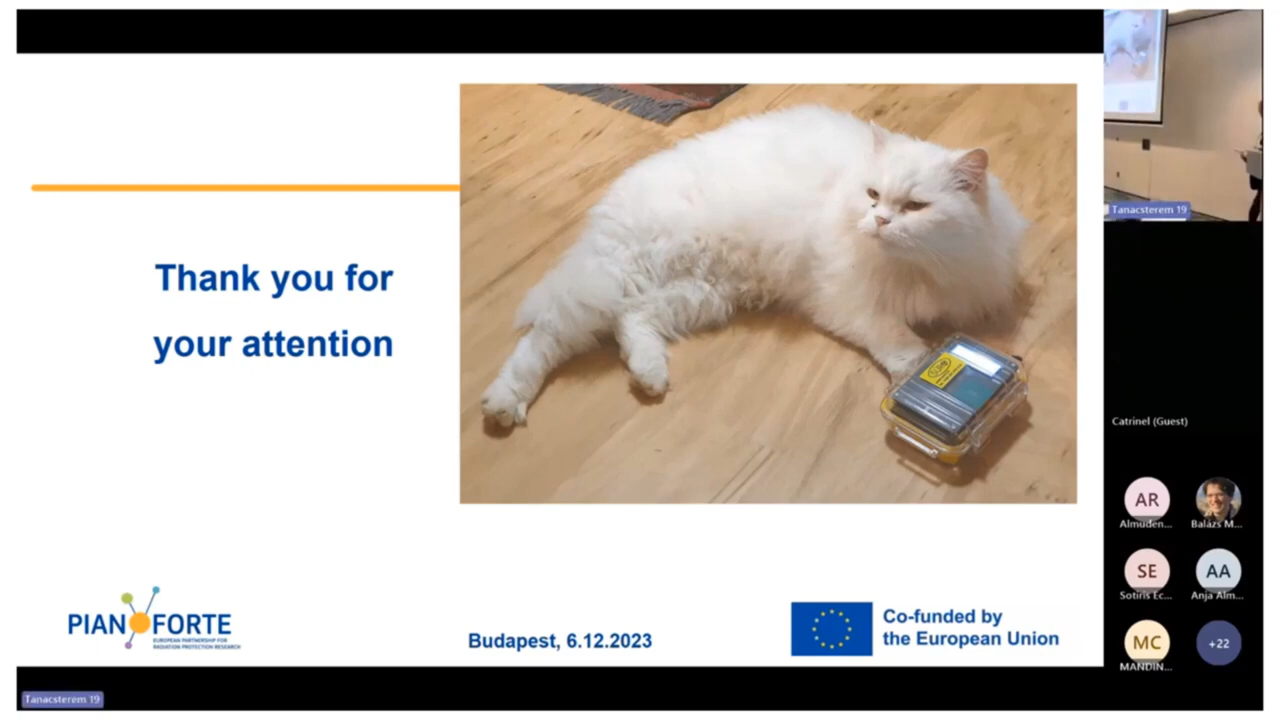 Thank you for
your attention
PIANOFORTE
EUROPEAN PARTNERSHIP FOR
RADIATION PROTECTION RESEARCH
Budapest, 6.12.2023
Co-funded by
the European Union
Tanacsterem 19
Tanacsterem 19
Catrinel (Guest)
AR
Almuden...
Balázs M...
SE
Sotiris Ec...
AA
Anja Alm...
MC
MANDIN...
+22